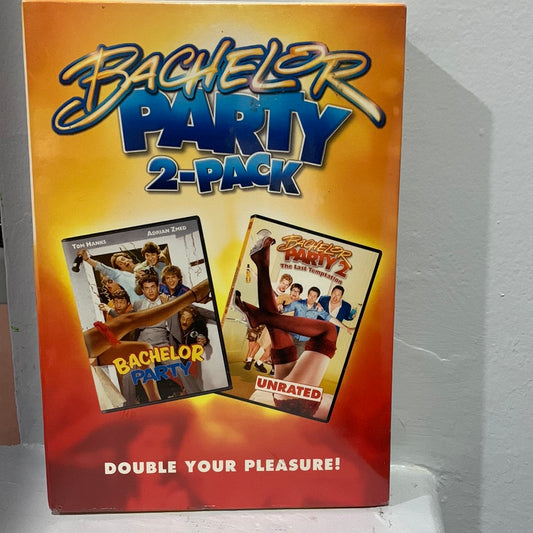 BACHELOR
PARTY
2-PACK
TOM HANKS ADRIAN ZMED
BACHELOR
PARTY
BACHELOR
PARTY 2
The Last Temptation
UNRATED
DOUBLE YOUR PLEASURE!